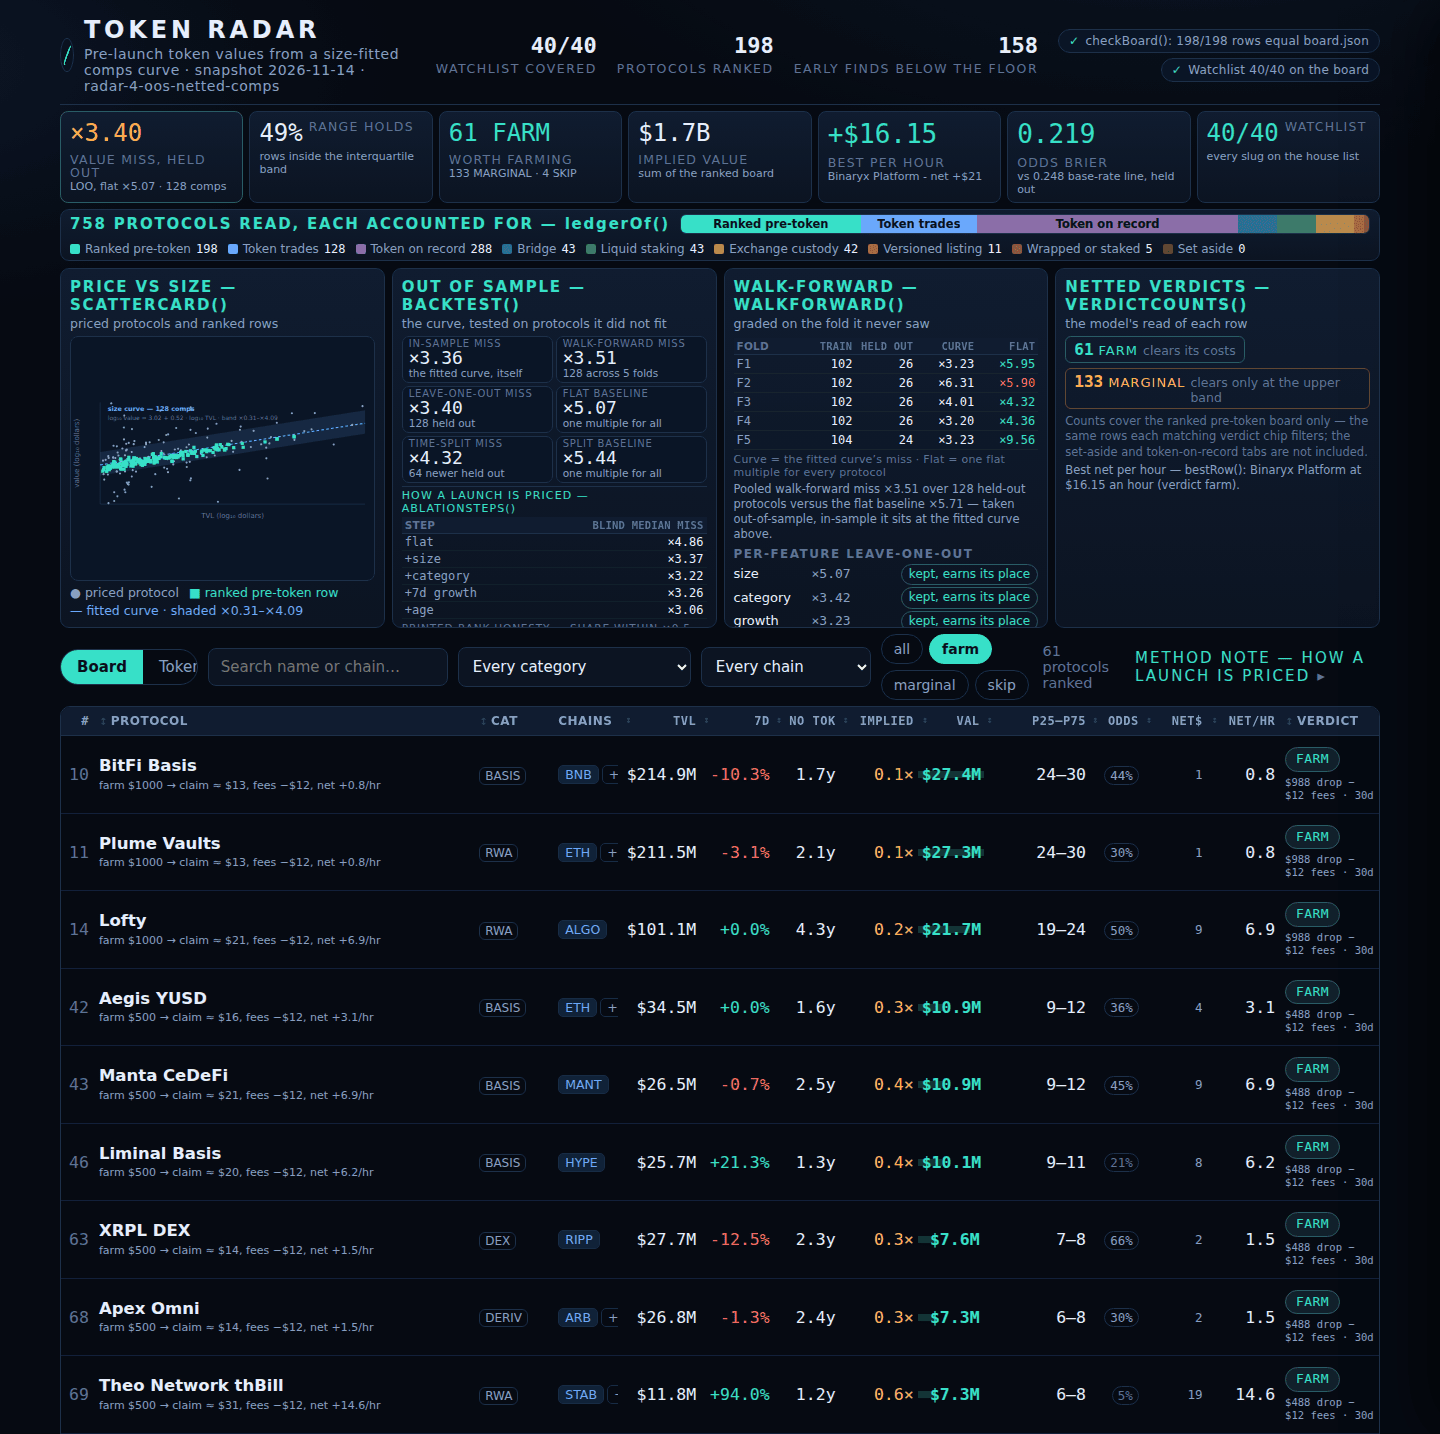 TOKEN RADAR
Pre-launch token values from a size-fitted
comps curve · snapshot 2026-11-14 ·
radar-4-oos-netted-comps
40/40
WATCHLIST COVERED
198
PROTOCOLS RANKED
158
EARLY FINDS BELOW THE FLOOR
✓ checkBoard(): 198/198 rows equal board.json
✓ Watchlist 40/40 on the board
×3.40
VALUE MISS, HELD
OUT
LOO, flat ×5.07 · 128 comps
49% RANGE HOLDS
rows inside the interquartile
band
61 FARM
WORTH FARMING
133 MARGINAL · 4 SKIP
$1.7B
IMPLIED VALUE
sum of the ranked board
+$16.15
BEST PER HOUR
Binaryx Platform - net +$21
0.219
ODDS BRIER
vs 0.248 base-rate line, held
out
40/40 WATCHLIST
every slug on the house list
758 PROTOCOLS READ, EACH ACCOUNTED FOR — ledgerOf()
Ranked pre-token Token trades Token on record
Ranked pre-token 198 Token trades 128 Token on record 288 Bridge 43 Liquid staking 43 Exchange custody 42 Versioned listing 11 Wrapped or staked 5 Set aside 0
PRICE VS SIZE —
SCATTERCARD()
priced protocols and ranked rows
size curve — 128 comps
value (log₁₀ dollars)
TVL (log₁₀ dollars)
● priced protocol ■ ranked pre-token row
— fitted curve · shaded ×0.31–×4.09
OUT OF SAMPLE —
BACKTEST()
the curve, tested on protocols it did not fit
IN-SAMPLE MISS
×3.36
the fitted curve, itself
WALK-FORWARD MISS
×3.51
128 across 5 folds
LEAVE-ONE-OUT MISS
×3.40
128 held out
FLAT BASELINE
×5.07
one multiple for all
TIME-SPLIT MISS
×4.32
64 newer held out
SPLIT BASELINE
×5.44
one multiple for all
HOW A LAUNCH IS PRICED —
ABLATIONSTEPS()
STEP BLIND MEDIAN MISS
flat ×4.86
+size ×3.37
+category ×3.22
+7d growth ×3.26
+age ×3.06
WALK-FORWARD —
WALKFORWARD()
graded on the fold it never saw
FOLD TRAIN HELD OUT CURVE FLAT
F1 102 26 ×3.23 ×5.95
F2 102 26 ×6.31 ×5.90
F3 102 26 ×4.01 ×4.32
F4 102 26 ×3.20 ×4.36
F5 104 24 ×3.23 ×9.56
Curve = the fitted curve's miss · Flat = one flat
multiple for every protocol
Pooled walk-forward miss ×3.51 over 128 held-out
protocols versus the flat baseline ×5.71 — taken
out-of-sample, in-sample it sits at the fitted curve
above.
PER-FEATURE LEAVE-ONE-OUT
size ×5.07 kept, earns its place
category ×3.42 kept, earns its place
growth ×3.23 kept, earns its place
NETTED VERDICTS —
VERDICTCOUNTS()
the model's read of each row
61 FARM clears its costs
133 MARGINAL clears only at the upper
band
Counts cover the ranked pre-token board only — the
same rows each matching verdict chip filters; the
set-aside and token-on-record tabs are not included.
Best net per hour — bestRow(): Binaryx Platform at
$16.15 an hour (verdict farm).
Board Token
Search name or chain...
Every category
Every chain
all farm
marginal skip
61
protocols
ranked
METHOD NOTE — HOW A
LAUNCH IS PRICED ▸
# ↕ PROTOCOL ↕ CAT CHAINS ↕ TVL ↕ 7D ↕ NO TOK ↕ IMPLIED ↕ VAL ↕ P25–P75 ↕ ODDS ↕ NET$ ↕ NET/HR ↕ VERDICT
10 BitFi Basis BASIS BNB + $214.9M -10.3% 1.7y 0.1× $27.4M 24–30 44% 1 0.8 FARM
farm $1000 → claim ≈ $13, fees −$12, net +0.8/hr
$988 drop −
$12 fees · 30d
11 Plume Vaults RWA ETH + $211.5M -3.1% 2.1y 0.1× $27.3M 24–30 30% 1 0.8 FARM
farm $1000 → claim ≈ $13, fees −$12, net +0.8/hr
$988 drop −
$12 fees · 30d
14 Lofty RWA ALGO $101.1M +0.0% 4.3y 0.2× $21.7M 19–24 50% 9 6.9 FARM
farm $1000 → claim ≈ $21, fees −$12, net +6.9/hr
$988 drop −
$12 fees · 30d
42 Aegis YUSD BASIS ETH + $34.5M +0.0% 1.6y 0.3× $10.9M 9–12 36% 4 3.1 FARM
farm $500 → claim ≈ $16, fees −$12, net +3.1/hr
$488 drop −
$12 fees · 30d
43 Manta CeDeFi BASIS MANT $26.5M -0.7% 2.5y 0.4× $10.9M 9–12 45% 9 6.9 FARM
farm $500 → claim ≈ $21, fees −$12, net +6.9/hr
$488 drop −
$12 fees · 30d
46 Liminal Basis BASIS HYPE $25.7M +21.3% 1.3y 0.4× $10.1M 9–11 21% 8 6.2 FARM
farm $500 → claim ≈ $20, fees −$12, net +6.2/hr
$488 drop −
$12 fees · 30d
63 XRPL DEX DEX RIPP $27.7M -12.5% 2.3y 0.3× $7.6M 7–8 66% 2 1.5 FARM
farm $500 → claim ≈ $14, fees −$12, net +1.5/hr
$488 drop −
$12 fees · 30d
68 Apex Omni DERIV ARB + $26.8M -1.3% 2.4y 0.3× $7.3M 6–8 30% 2 1.5 FARM
farm $500 → claim ≈ $14, fees −$12, net +1.5/hr
$488 drop −
$12 fees · 30d
69 Theo Network thBill RWA STAB $11.8M +94.0% 1.2y 0.6× $7.3M 6–8 5% 19 14.6 FARM
farm $500 → claim ≈ $31, fees −$12, net +14.6/hr
$488 drop −
$12 fees · 30d